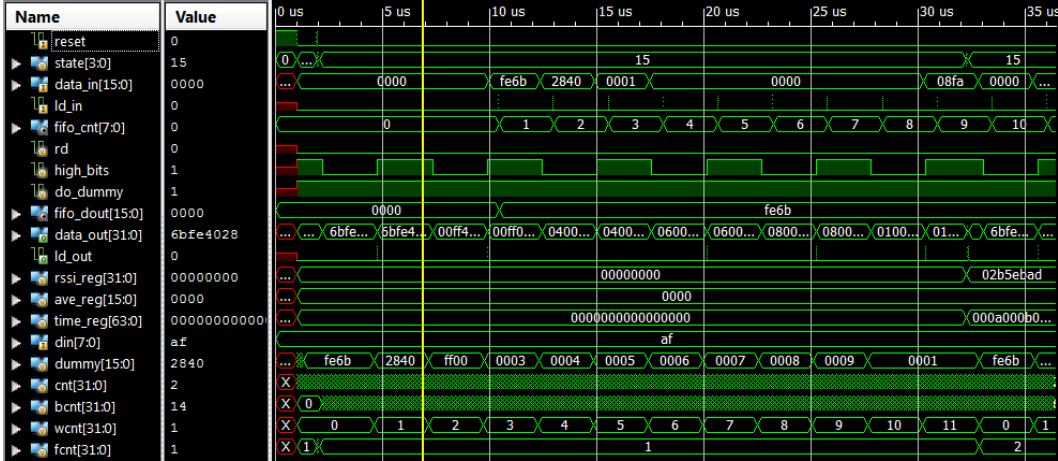 Name Value 0 us 5 us 10 us 15 us 20 us 25 us 30 us 35 us
reset 0
state[3:0] 15 0 ... 15 15
data_in[15:0] 0000 ... 0000 fe6b 2840 0001 0000 08fa 0000 ...
ld_in 0
fifo_cnt[7:0] 0 0 1 2 3 4 5 6 7 8 9 10
rd 0
high_bits 1
do_dummy 1
fifo_dout[15:0] 0000 0000 fe6b
data_out[31:0] 6bfe4028 ... ... 6bfe... 6bfe4... 00ff4... 00ff0... 0400... 0400... 0600... 0600... 0800... 0800... 0100... 01... 6bfe... ...
ld_out 0
rssi_reg[31:0] 00000000 ... 00000000 02b5ebad
ave_reg[15:0] 0000 ... 0000
time_reg[63:0] 000000000000 ... 0000000000000000 000a000b0...
din[7:0] af af
dummy[15:0] 2840 ... fe6b 2840 ff00 0003 0004 0005 0006 0007 0008 0009 0001 fe6b ...
cnt[31:0] 2 X
bcnt[31:0] 14 X 0
wcnt[31:0] 1 X 0 1 2 3 4 5 6 7 8 9 10 11 0 1
fcnt[31:0] 1 X 1 1 2